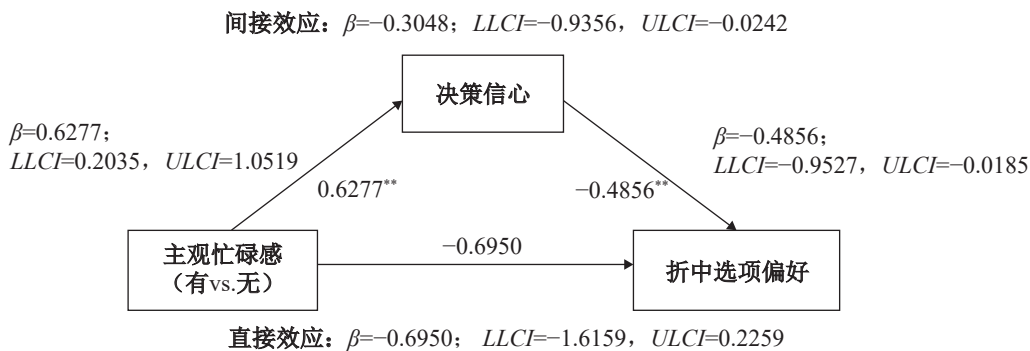 间接效应：β=−0.3048；LLCI=−0.9356，ULCI=−0.0242
决策信心
β=0.6277；
LLCI=0.2035，ULCI=1.0519
β=−0.4856；
LLCI=−0.9527，ULCI=−0.0185
0.6277**
−0.4856**
主观忙碌感
（有vs.无）
−0.6950
折中选项偏好
直接效应：β=−0.6950； LLCI=−1.6159，ULCI=0.2259